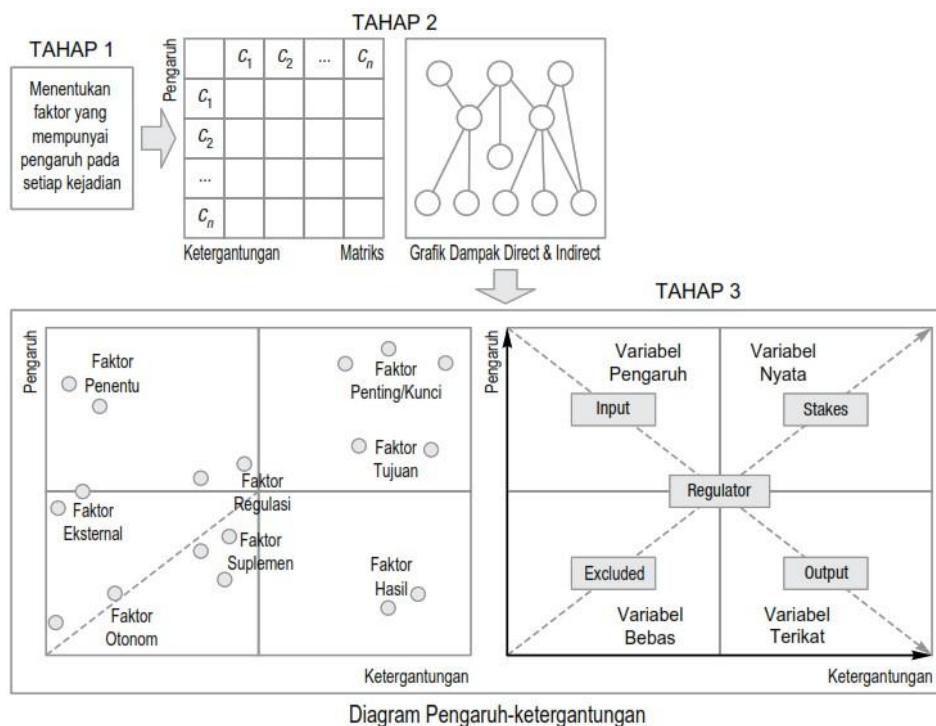 TAHAP 1
Menentukan
faktor yang
mempunyai
pengaruh pada
setiap kejadian
TAHAP 2
Pengaruh
C1 C2 ... Cn
C1
C2
...
Cn
Ketergantungan Matriks
Grafik Dampak Direct & Indirect
TAHAP 3
Pengaruh
Faktor
Penentu
Faktor
Penting/Kunci
Faktor
Tujuan
Faktor
Regulasi
Faktor
Eksternal
Faktor
Suplemen
Faktor
Hasil
Faktor
Otonom
Ketergantungan
Pengaruh
Variabel
Pengaruh
Variabel
Nyata
Input
Stakes
Regulator
Excluded
Output
Variabel
Bebas
Variabel
Terikat
Ketergantungan
Diagram Pengaruh-ketergantungan